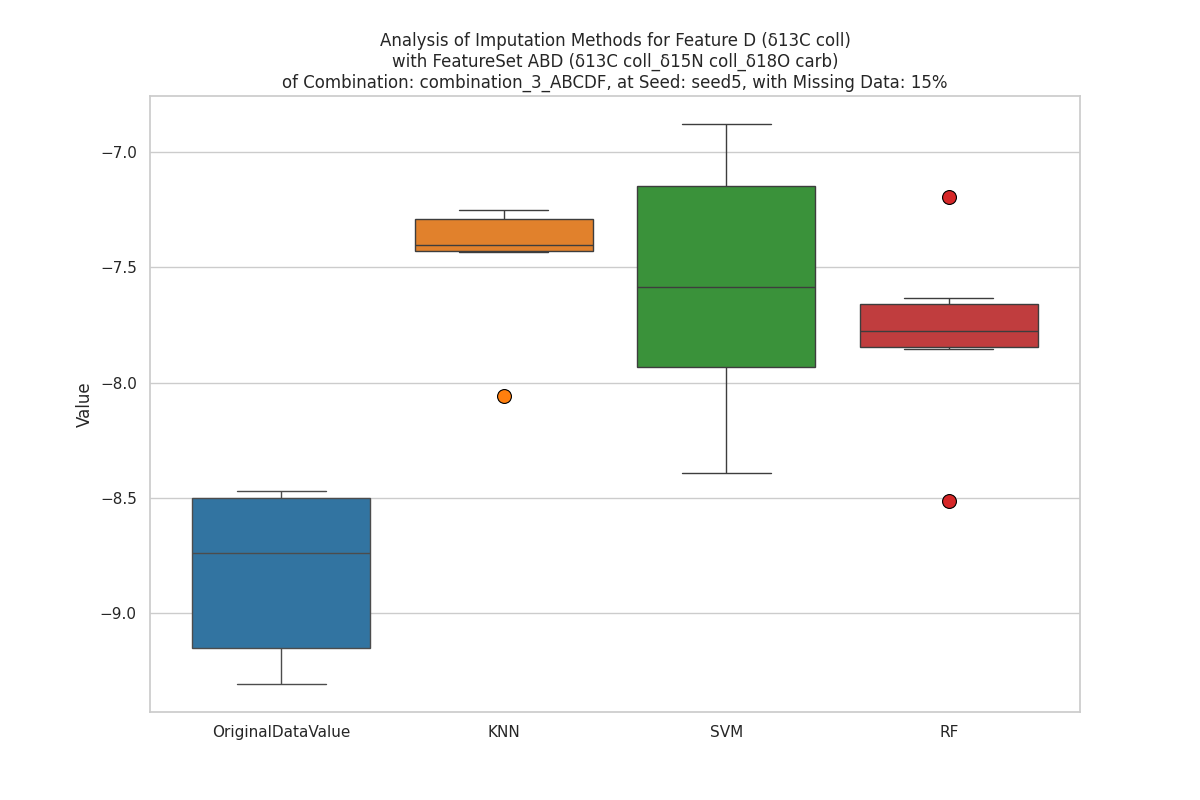 Analysis of Imputation Methods for Feature D (δ13C coll)
with FeatureSet ABD (δ13C coll_δ15N coll_δ18O carb)
of Combination: combination_3_ABCDF, at Seed: seed5, with Missing Data: 15%
Value
−7.0
−7.5
−8.0
−8.5
−9.0
OriginalDataValue
KNN
SVM
RF